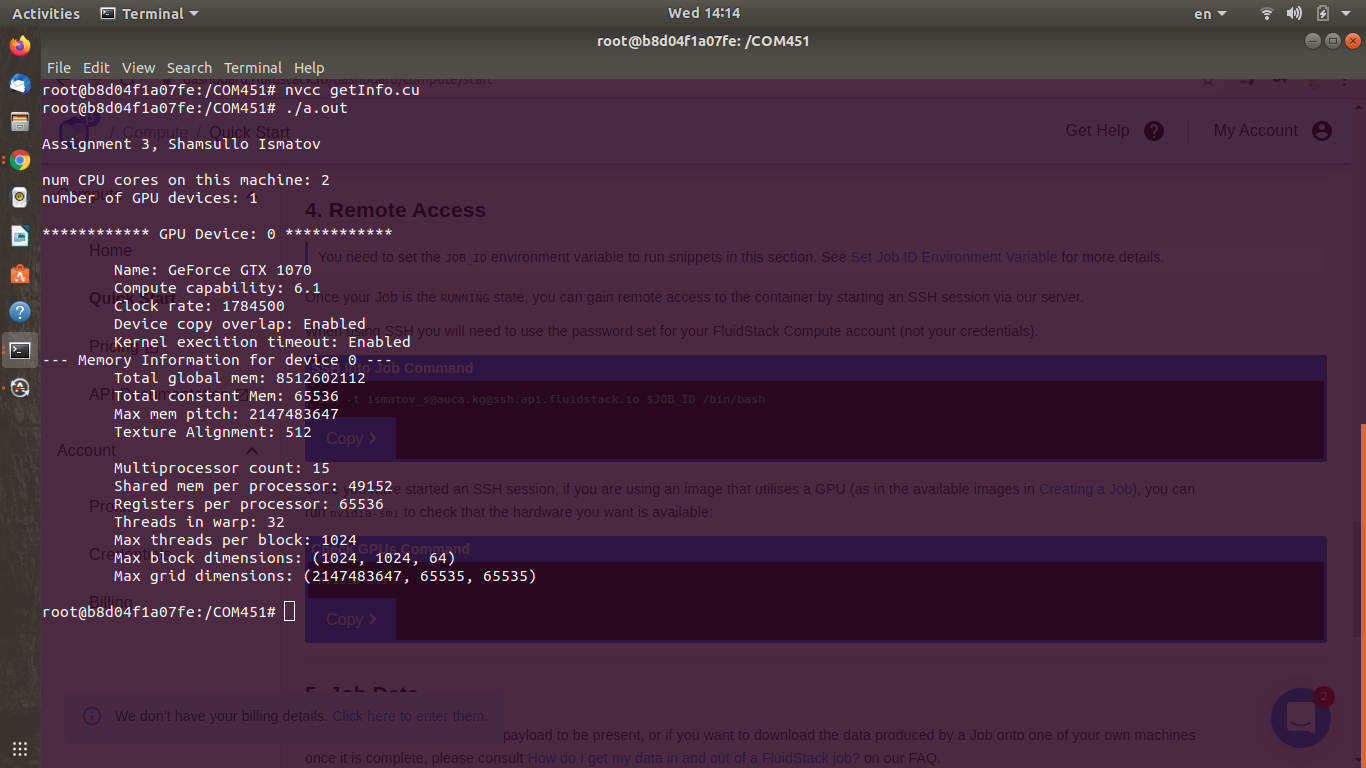 Activities Terminal Wed 14:14 en
root@b8d04f1a07fe: /COM451
File Edit View Search Terminal Help
root@b8d04f1a07fe:/COM451# nvcc getInfo.cu
root@b8d04f1a07fe:/COM451# ./a.out
/ Compute / Quick Start Get Help ? My Account
Assignment 3, Shamsullo Ismatov
num CPU cores on this machine: 2
number of GPU devices: 1
4. Remote Access
************ GPU Device: 0 ************
Home
You need to set the JOB_ID environment variable to run snippets in this section. See Set Job ID Environment Variable for more details.
Name: GeForce GTX 1070
Compute capability: 6.1
Quick Start
Once your Job is the RUNNING state, you can gain remote access to the container by starting an SSH session via our server.
Clock rate: 1784500
Device copy overlap: Enabled
When using SSH you will need to use the password set for your FluidStack Compute account (not your credentials).
Kernel execition timeout: Enabled
Pricing
--- Memory Information for device 0 ---
SSH Into Job Command
Total global mem: 8512602112
Total constant Mem: 65536
-t ismatov_s@auca.kg@ssh.api.fluidstack.io $JOB_ID /bin/bash
Max mem pitch: 2147483647
Texture Alignment: 512
Copy
Account
Multiprocessor count: 15
Shared mem per processor: 49152
started an SSH session, if you are using an image that utilises a GPU (as in the available images in Creating a Job), you can
Registers per processor: 65536
run nvidia-smi to check that the hardware you want is available:
Threads in warp: 32
Max threads per block: 1024
Check GPUs Command
Credentials
Max block dimensions: (1024, 1024, 64)
Max grid dimensions: (2147483647, 65535, 65535)
Billing
root@b8d04f1a07fe:/COM451#
Copy
5. Job Data
2
We don't have your billing details. Click here to enter them.
payload to be present, or if you want to download the data produced by a Job onto one of your own machines
once it is complete, please consult How do I get my data in and out of a FluidStack job? on our FAQ.